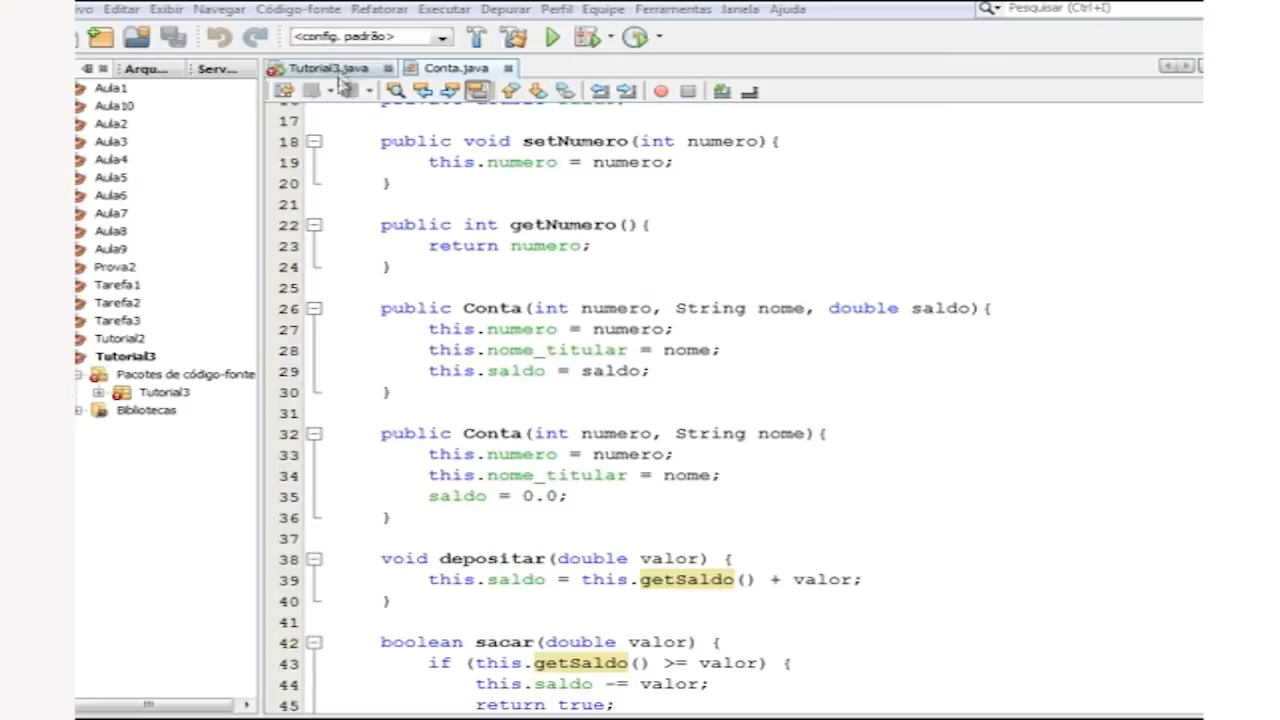 Editar Exibir Navegar Código-fonte Refatorar Executar Depurar Perfil Equipe Ferramentas Janela Ajuda
Pesquisar (Ctrl+I)
<config. padrão>
Arqu... Serv...
Tutorial3.java Conta.java
Aula1
Aula10
Aula2
Aula3
Aula4
Aula5
Aula6
Aula7
Aula8
Aula9
Prova2
Tarefa1
Tarefa2
Tarefa3
Tutorial2
Tutorial3
Pacotes de código-fonte
Tutorial3
Bibliotecas
17
18 public void setNumero(int numero){
19 this.numero = numero;
20 }
21
22 public int getNumero(){
23 return numero;
24 }
25
26 public Conta(int numero, String nome, double saldo){
27 this.numero = numero;
28 this.nome_titular = nome;
29 this.saldo = saldo;
30 }
31
32 public Conta(int numero, String nome){
33 this.numero = numero;
34 this.nome_titular = nome;
35 saldo = 0.0;
36 }
37
38 void depositar(double valor) {
39 this.saldo = this.getSaldo() + valor;
40 }
41
42 boolean sacar(double valor) {
43 if (this.getSaldo() >= valor) {
44 this.saldo -= valor;
45 return true;